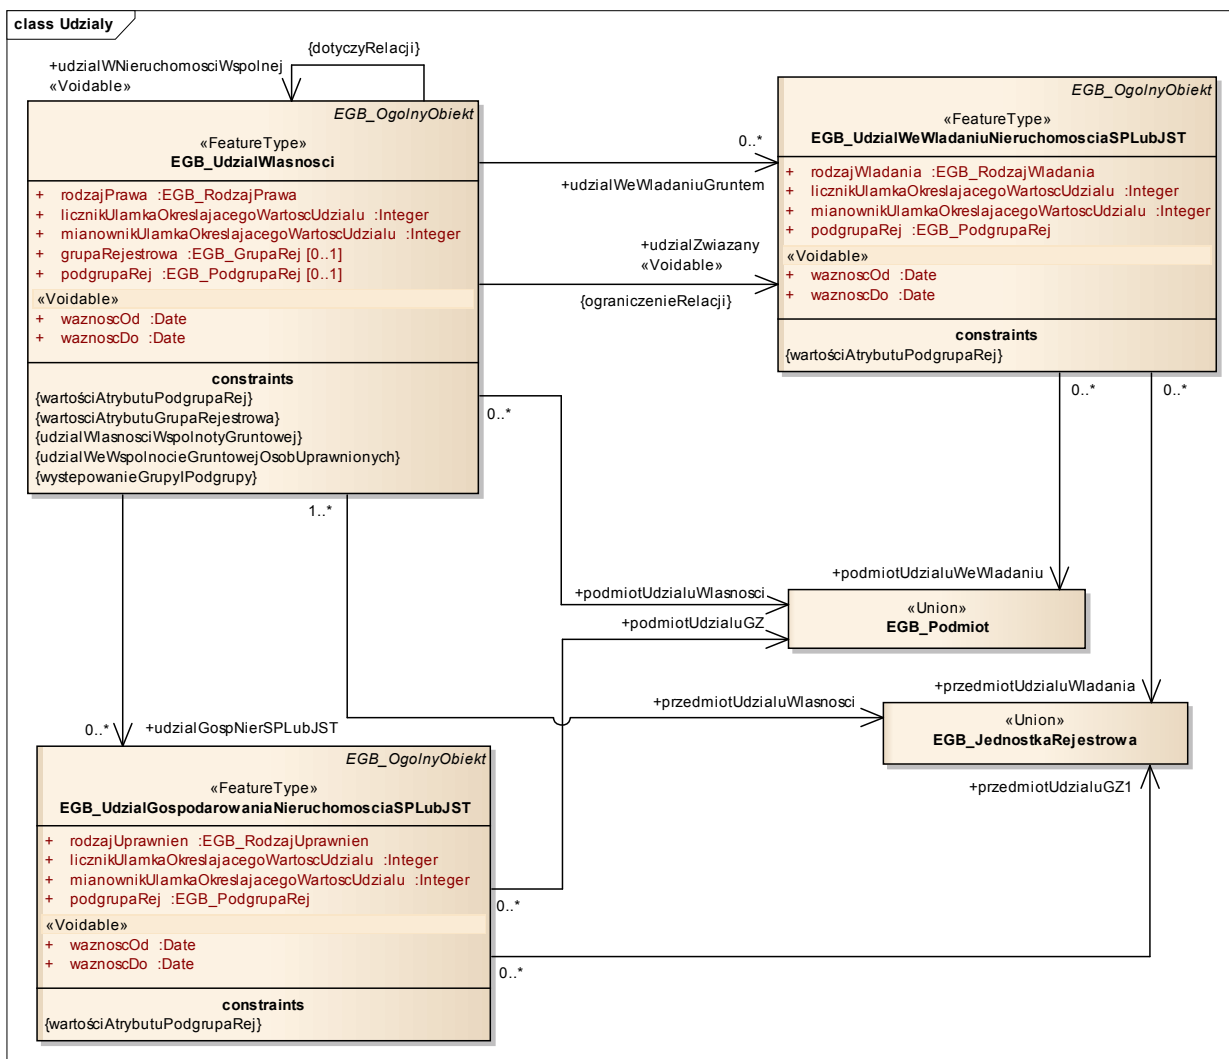 class Udzialy
{dotyczyRelacji}
+udzialWNieruchomosciWspolnej
«Voidable»
EGB_OgolnyObiekt
«FeatureType»
EGB_UdzialWlasnosci
+ rodzajPrawa :EGB_RodzajPrawa
+ licznikUlamkaOkreslajacegoWartoscUdzialu :Integer
+ mianownikUlamkaOkreslajacegoWartoscUdzialu :Integer
+ grupaRejestrowa :EGB_GrupaRej [0..1]
+ podgrupaRej :EGB_PodgrupaRej [0..1]
«Voidable»
+ waznoscOd :Date
+ waznoscDo :Date
constraints
{wartościAtrybutuPodgrupaRej}
{wartosciAtrybutuGrupaRejestrowa}
{udzialWlasnosciWspolnotyGruntowej}
{udzialWeWspolnocieGruntowejOsobUprawnionych}
{wystepowanieGrupyIPodgrupy}
0..*
+udzialWeWladaniuGruntem
+udzialZwiazany
«Voidable»
{ograniczenieRelacji}
EGB_OgolnyObiekt
«FeatureType»
EGB_UdzialWeWladaniuNieruchomosciaSPLubJST
+ rodzajWladania :EGB_RodzajWladania
+ licznikUlamkaOkreslajacegoWartoscUdzialu :Integer
+ mianownikUlamkaOkreslajacegoWartoscUdzialu :Integer
+ podgrupaRej :EGB_PodgrupaRej
«Voidable»
+ waznoscOd :Date
+ waznoscDo :Date
constraints
{wartościAtrybutuPodgrupaRej}
0..*
0..*
0..*
1..*
+podmiotUdzialuWeWladaniu
+podmiotUdzialuWlasnosci
+podmiotUdzialuGZ
«Union»
EGB_Podmiot
+przedmiotUdzialuWladania
+przedmiotUdzialuWlasnosci
«Union»
EGB_JednostkaRejestrowa
+przedmiotUdzialuGZ1
0..*
+udzialGospNierSPLubJST
EGB_OgolnyObiekt
«FeatureType»
EGB_UdzialGospodarowaniaNieruchomosciaSPLubJST
+ rodzajUprawnien :EGB_RodzajUprawnien
+ licznikUlamkaOkreslajacegoWartoscUdzialu :Integer
+ mianownikUlamkaOkreslajacegoWartoscUdzialu :Integer
+ podgrupaRej :EGB_PodgrupaRej
«Voidable»
+ waznoscOd :Date
+ waznoscDo :Date
constraints
{wartościAtrybutuPodgrupaRej}
0..*
0..*